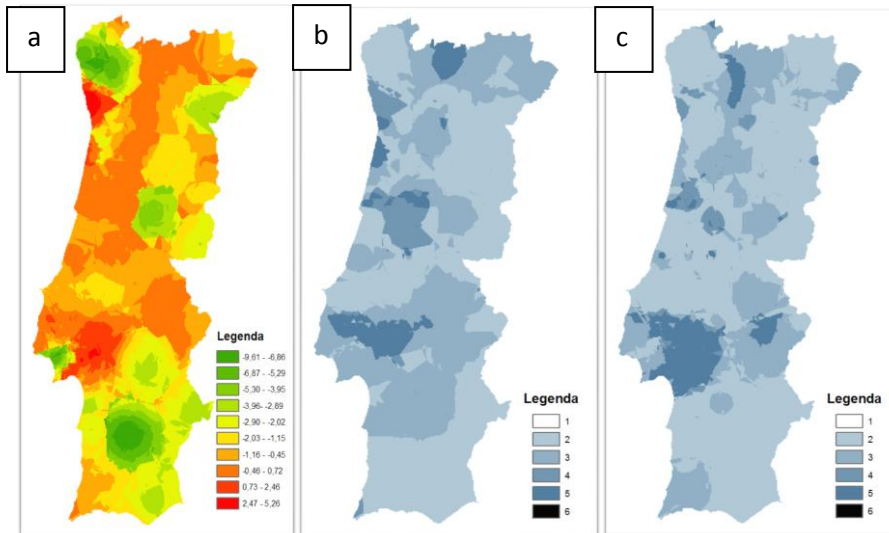 a
b
c
Legenda
-9,61 - -6,86
-6,87 - -5,29
-5,30 - -3,95
-3,96- -2,89
-2,90 - -2,02
-2,03 - -1,15
-1,16 - -0,45
-0,46 - 0,72
0,73 - 2,46
2,47 - 5,26
Legenda
1
2
3
4
5
6
Legenda
1
2
3
4
5
6